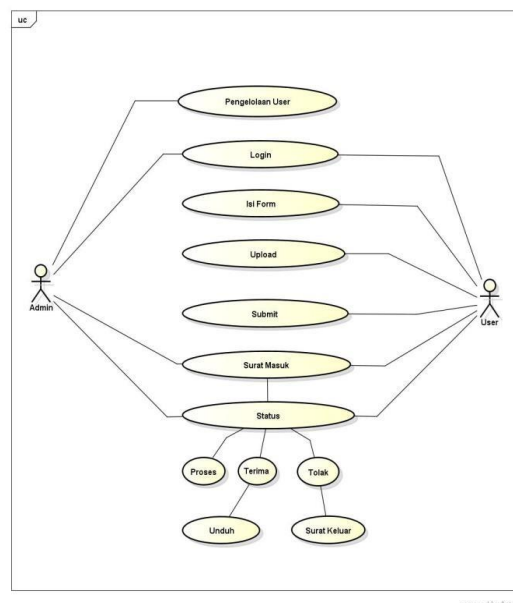 uc
Pengelolaan User
Login
Isi Form
Upload
Admin
User
Submit
Surat Masuk
Status
Proses
Terima
Tolak
Unduh
Surat Keluar